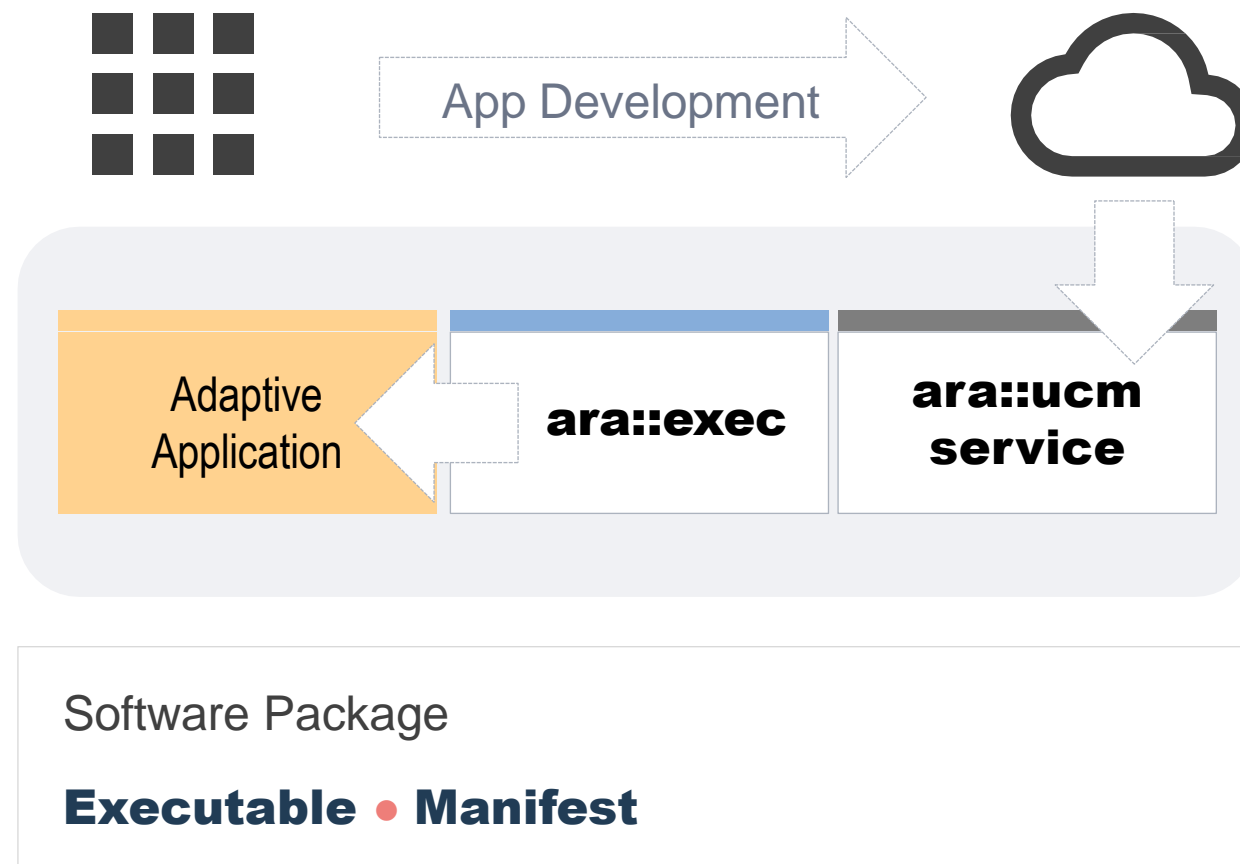 App Development
Adaptive
Application
ara::exec
ara::ucm
service
Software Package
Executable • Manifest